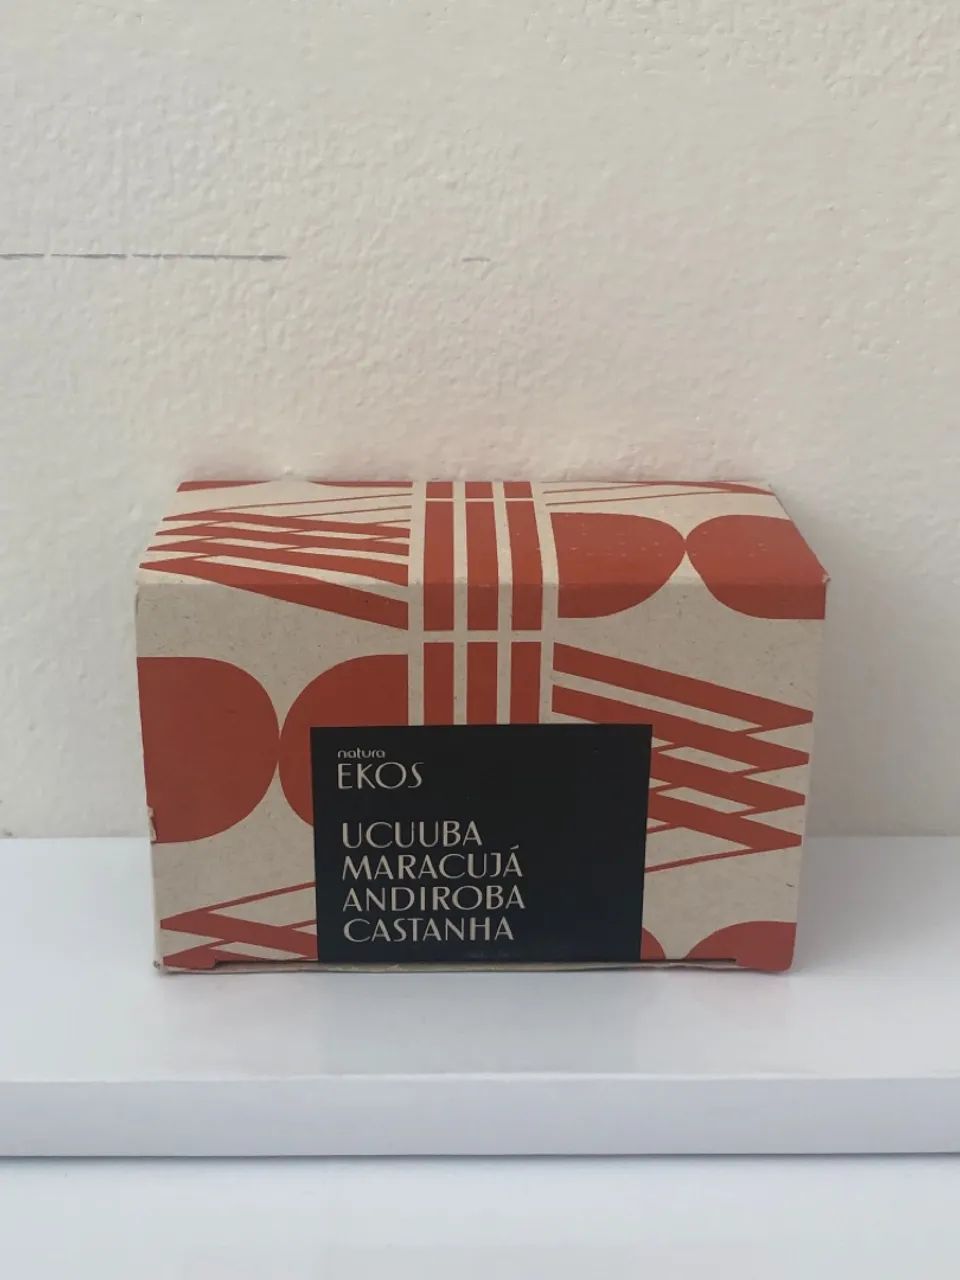 natura
EKOS
UCUUBA
MARACUJÁ
ANDIROBA
CASTANHA